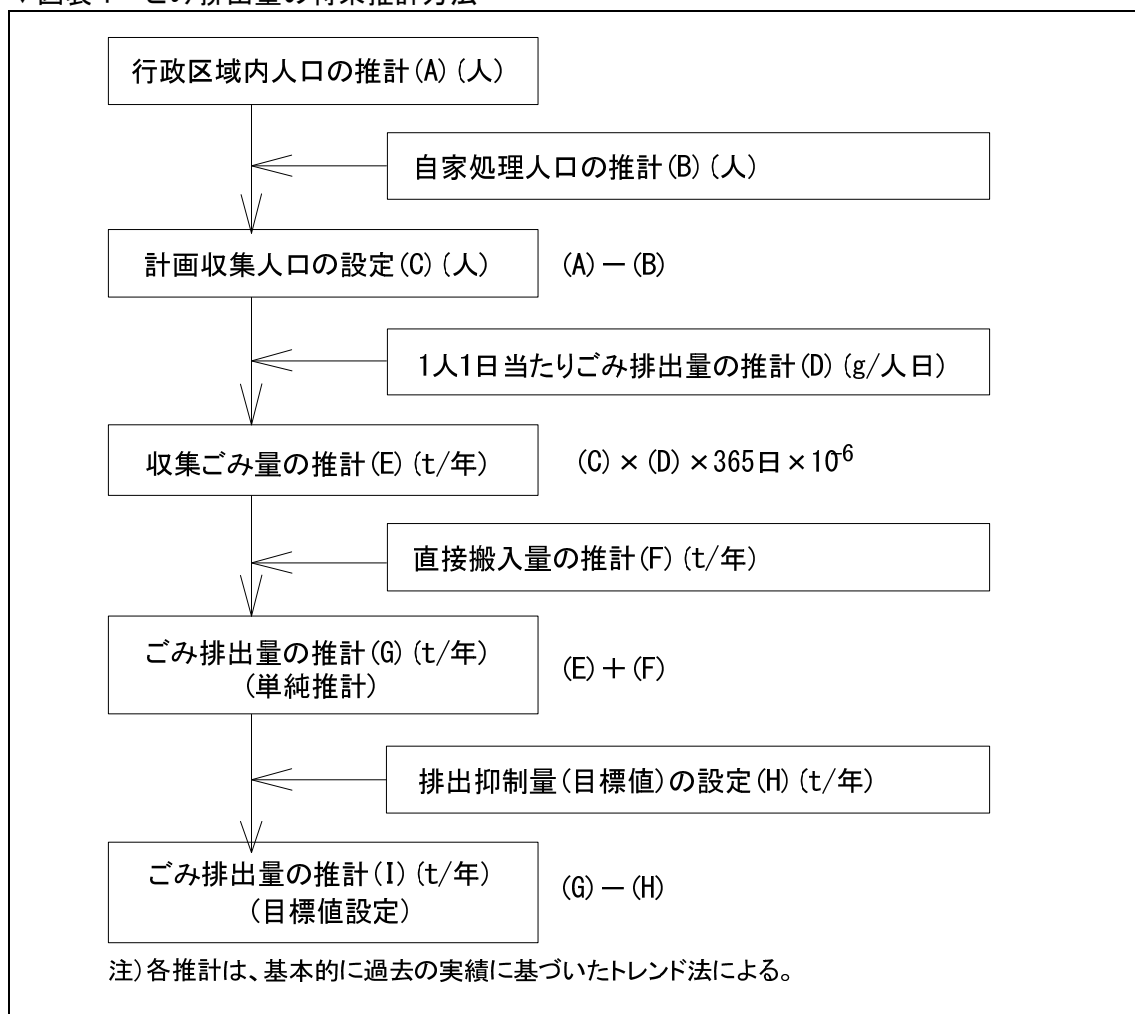 行政区域内人口の推計(A)(人)
自家処理人口の推計(B)(人)
計画収集人口の設定(C)(人) (A)－(B)
1人1日当たりごみ排出量の推計(D)(g/人日)
収集ごみ量の推計(E)(t/年) (C)×(D)×365日×10⁻⁶
直接搬入量の推計(F)(t/年)
ごみ排出量の推計(G)(t/年)
(単純推計)
(E)＋(F)
排出抑制量(目標値)の設定(H)(t/年)
ごみ排出量の推計(I)(t/年)
(目標値設定)
(G)－(H)
注)各推計は、基本的に過去の実績に基づいたトレンド法による。